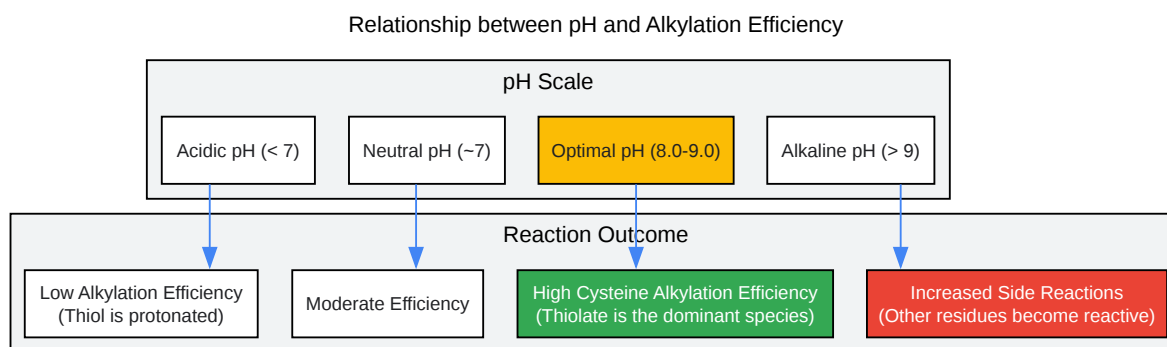 Relationship between pH and Alkylation Efficiency
pH Scale
Acidic pH (< 7)
Neutral pH (~7)
Optimal pH (8.0-9.0)
Alkaline pH (> 9)
Reaction Outcome
Low Alkylation Efficiency
(Thiol is protonated)
Moderate Efficiency
High Cysteine Alkylation Efficiency
(Thiolate is the dominant species)
Increased Side Reactions
(Other residues become reactive)